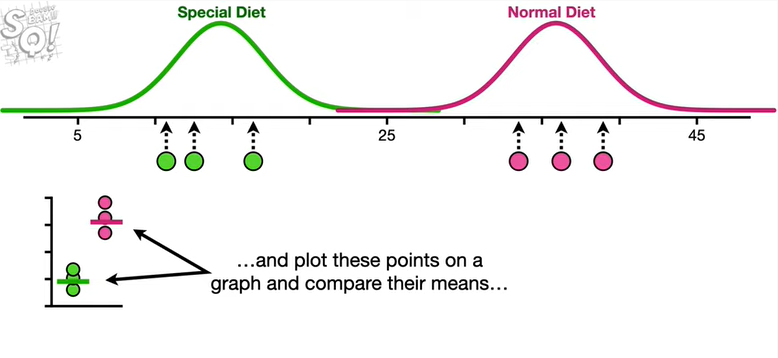 Special Diet
Normal Diet
STATQUEST!
5
25
45
…and plot these points on a
graph and compare their means…